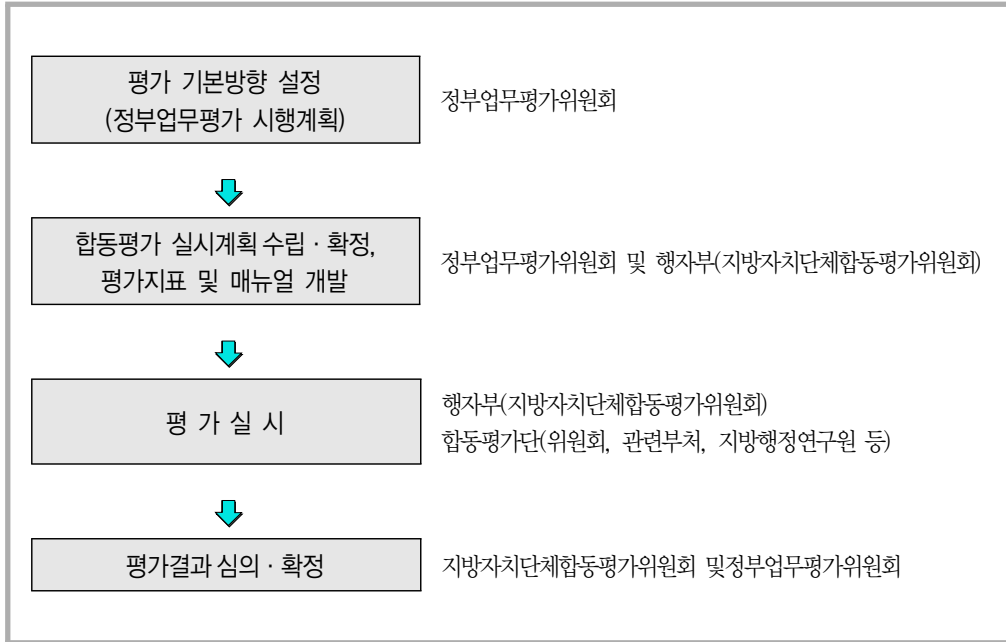 평가 기본방향 설정
(정부업무평가 시행계획)
정부업무평가위원회
합동평가 실시계획 수립 · 확정,
평가지표 및 매뉴얼 개발
정부업무평가위원회 및 행자부(지방자치단체합동평가위원회)
평 가 실 시
행자부(지방자치단체합동평가위원회)
합동평가단(위원회, 관련부처, 지방행정연구원 등)
평가결과 심의 · 확정
지방자치단체합동평가위원회 및정부업무평가위원회